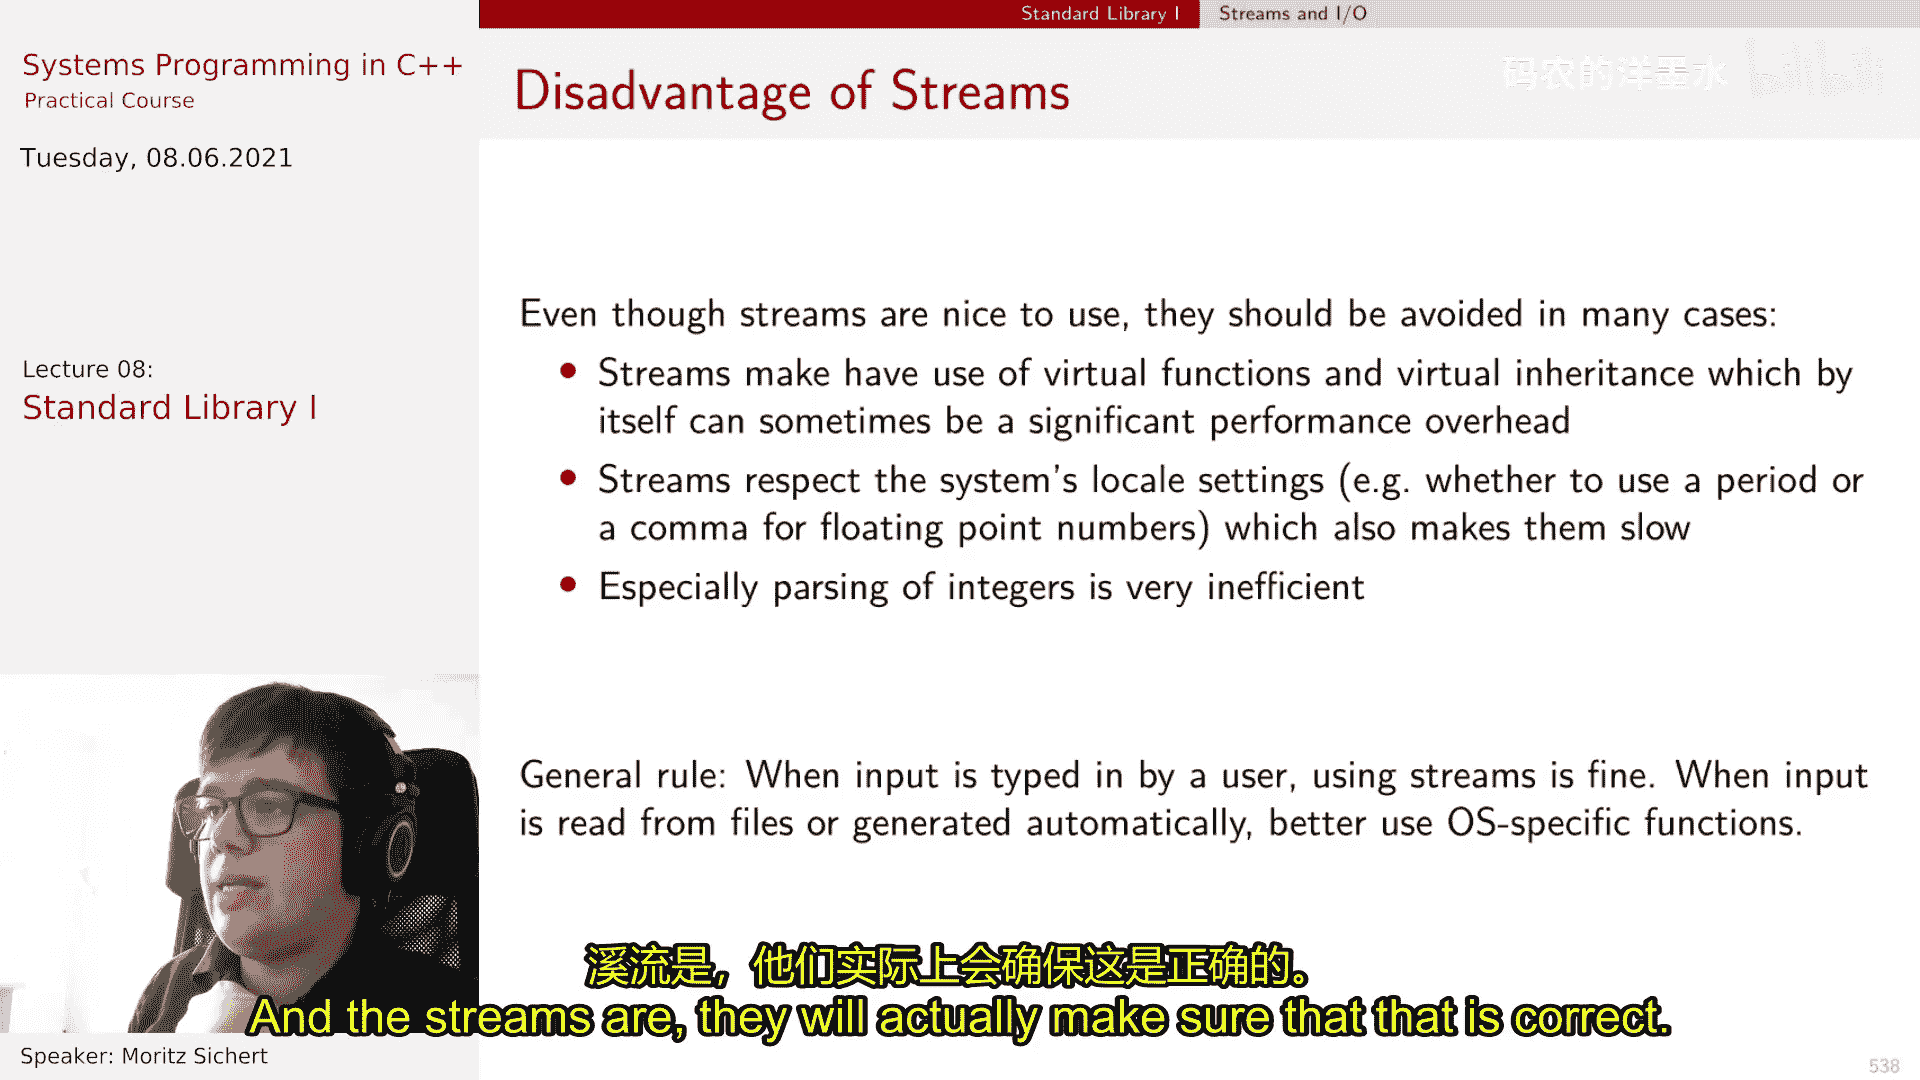 Standard Library I
Streams and I/O
Systems Programming in C++
Practical Course
Tuesday, 08.06.2021
Lecture 08:
Standard Library I
Disadvantage of Streams
码农的洋墨水 bilibili
Even though streams are nice to use, they should be avoided in many cases:
• Streams make have use of virtual functions and virtual inheritance which by
itself can sometimes be a significant performance overhead
• Streams respect the system's locale settings (e.g. whether to use a period or
a comma for floating point numbers) which also makes them slow
• Especially parsing of integers is very inefficient
General rule: When input is typed in by a user, using streams is fine. When input
is read from files or generated automatically, better use OS-specific functions.
溪流是，他们实际上会确保这是正确的。
And the streams are, they will actually make sure that that is correct.
Speaker: Moritz Sichert
538